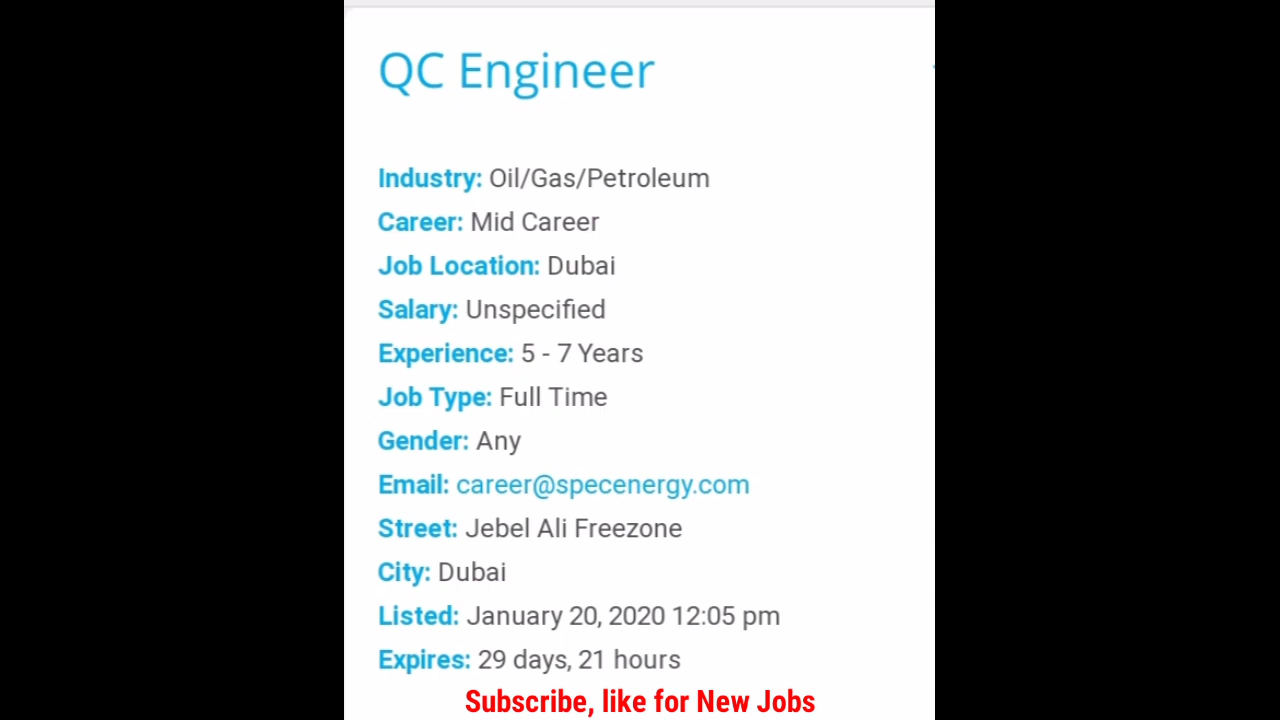 QC Engineer
Industry: Oil/Gas/Petroleum
Career: Mid Career
Job Location: Dubai
Salary: Unspecified
Experience: 5 - 7 Years
Job Type: Full Time
Gender: Any
Email: career@specenergy.com
Street: Jebel Ali Freezone
City: Dubai
Listed: January 20, 2020 12:05 pm
Expires: 29 days, 21 hours
Subscribe, like for New Jobs